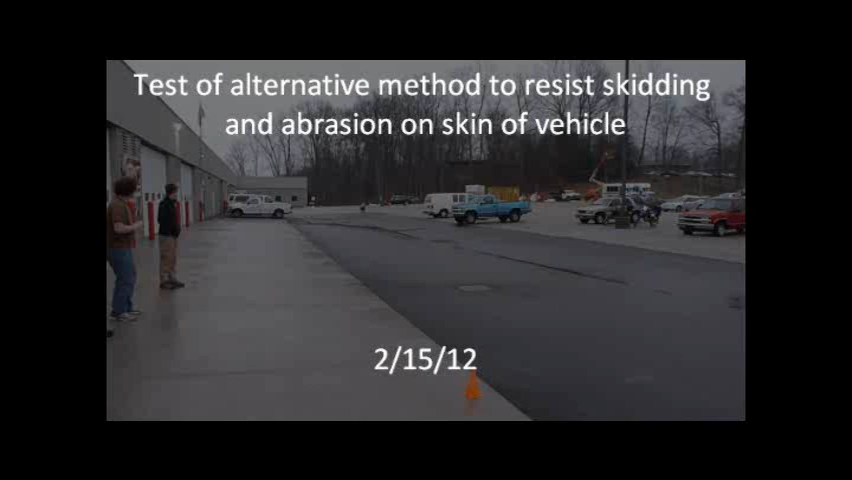 Test of alternative method to resist skidding
and abrasion on skin of vehicle
2/15/12